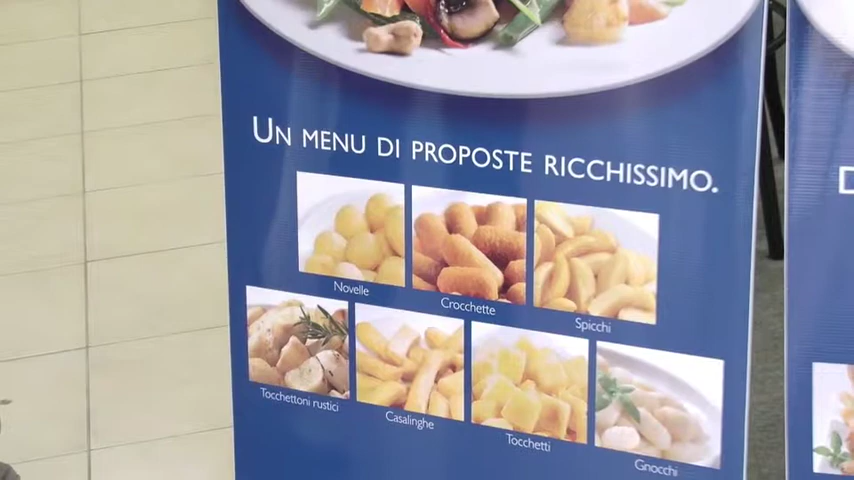 UN MENU DI PROPOSTE RICCHISSIMO.
Novelle
Crocchette
Spicchi
Tocchettoni rustici
Casalinghe
Tocchetti
Gnocchi
D